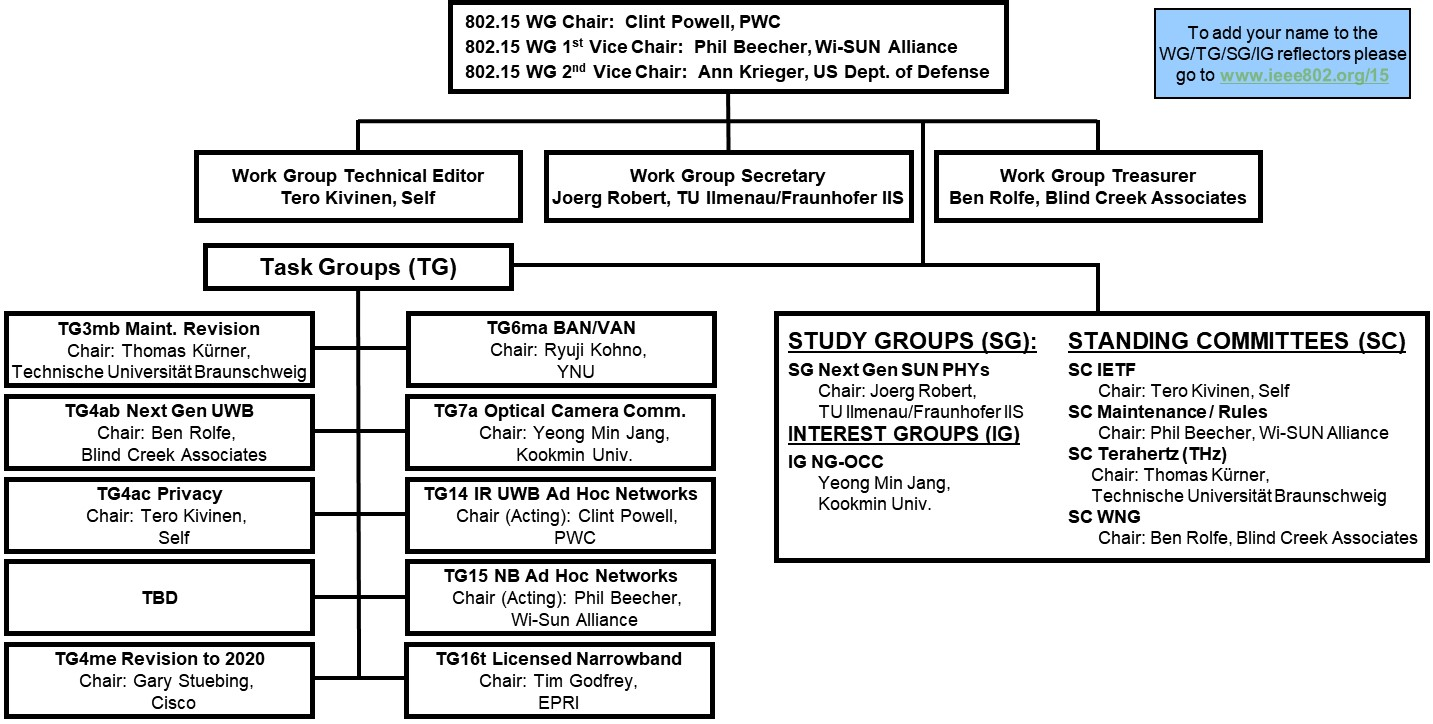 802.15 WG Chair: Clint Powell, PWC
802.15 WG 1st Vice Chair: Phil Beecher, Wi-SUN Alliance
802.15 WG 2nd Vice Chair: Ann Krieger, US Dept. of Defense
To add your name to the
WG/TG/SG/IG reflectors please
go to www.ieee802.org/15
Work Group Technical Editor
Tero Kivinen, Self
Work Group Secretary
Joerg Robert, TU Ilmenau/Fraunhofer IIS
Work Group Treasurer
Ben Rolfe, Blind Creek Associates
Task Groups (TG)
TG3mb Maint. Revision
Chair: Thomas Kürner,
Technische Universität Braunschweig
TG6ma BAN/VAN
Chair: Ryuji Kohno,
YNU
TG4ab Next Gen UWB
Chair: Ben Rolfe,
Blind Creek Associates
TG7a Optical Camera Comm.
Chair: Yeong Min Jang,
Kookmin Univ.
TG4ac Privacy
Chair: Tero Kivinen,
Self
TG14 IR UWB Ad Hoc Networks
Chair (Acting): Clint Powell,
PWC
TBD
TG15 NB Ad Hoc Networks
Chair (Acting): Phil Beecher,
Wi-Sun Alliance
TG4me Revision to 2020
Chair: Gary Stuebing,
Cisco
TG16t Licensed Narrowband
Chair: Tim Godfrey,
EPRI
STUDY GROUPS (SG):
SG Next Gen SUN PHYs
Chair: Joerg Robert,
TU Ilmenau/Fraunhofer IIS
INTEREST GROUPS (IG)
IG NG-OCC
Yeong Min Jang,
Kookmin Univ.
STANDING COMMITTEES (SC)
SC IETF
Chair: Tero Kivinen, Self
SC Maintenance / Rules
Chair: Phil Beecher, Wi-SUN Alliance
SC Terahertz (THz)
Chair: Thomas Kürner,
Technische Universität Braunschweig
SC WNG
Chair: Ben Rolfe, Blind Creek Associates